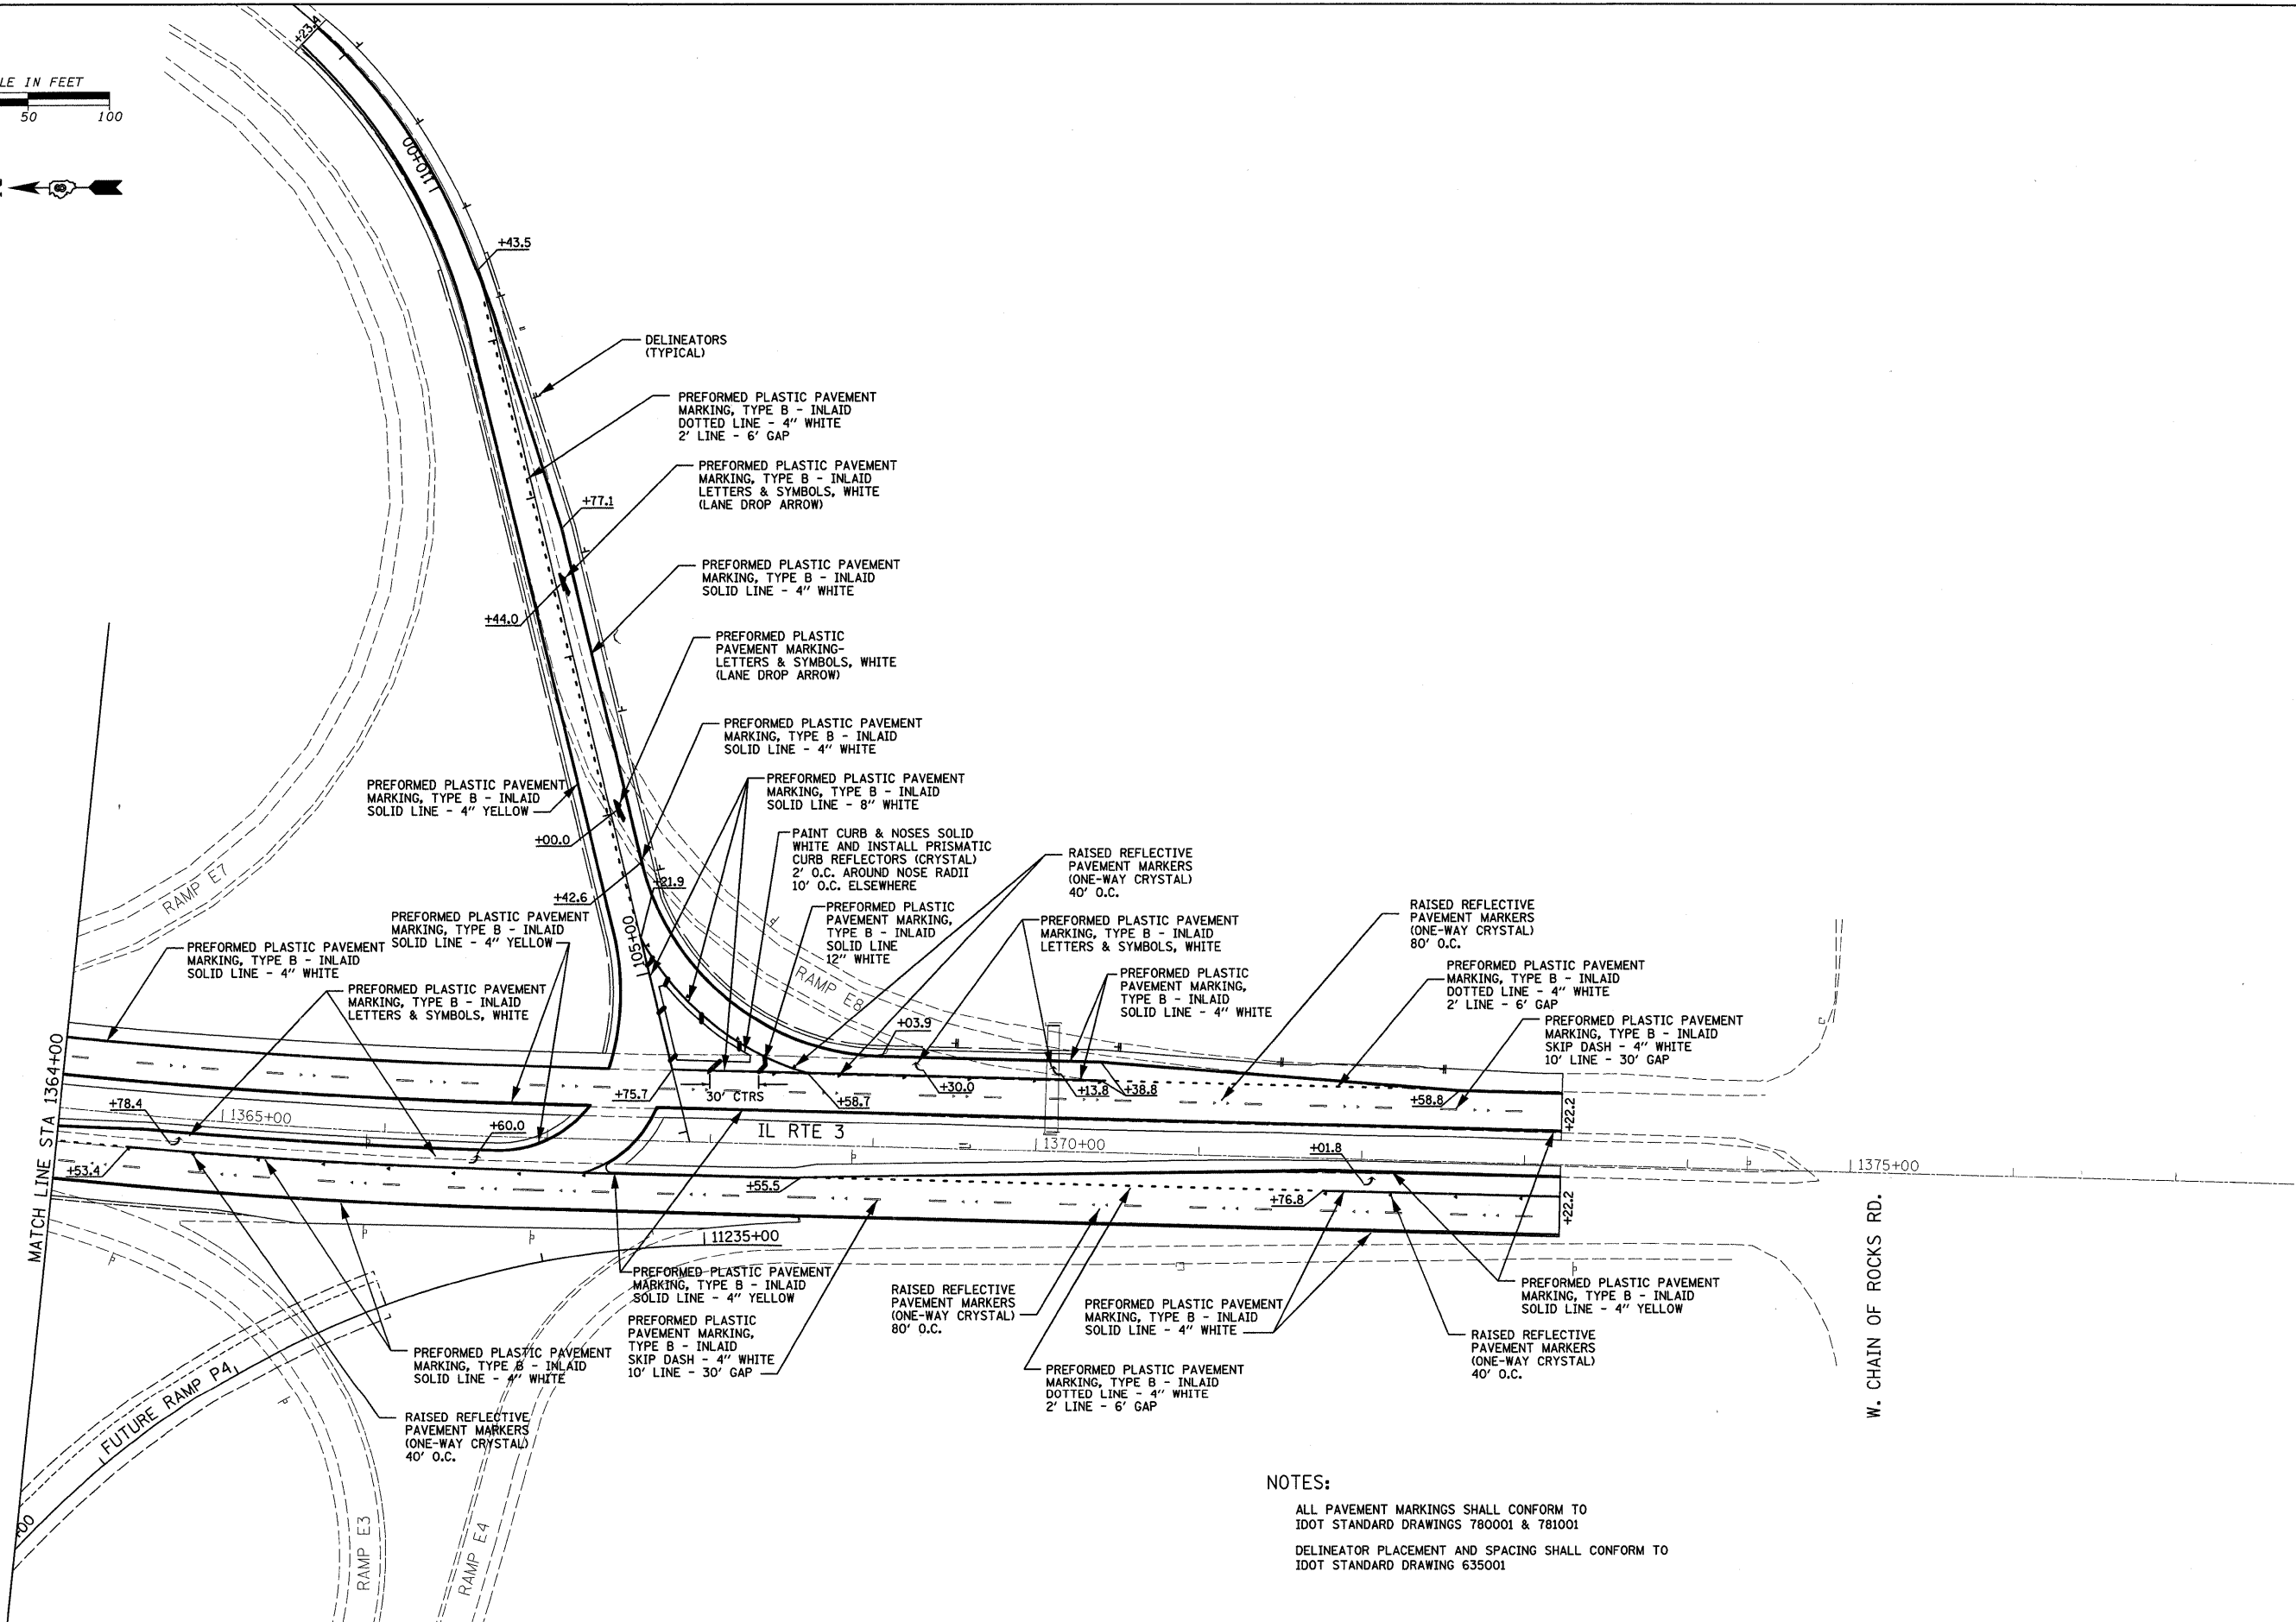 +23.4
LE IN FEET
50 100
110+00
+43.5
DELINEATORS
(TYPICAL)
PREFORMED PLASTIC PAVEMENT
MARKING, TYPE B - INLAID
DOTTED LINE - 4" WHITE
2' LINE - 6' GAP
PREFORMED PLASTIC PAVEMENT
MARKING, TYPE B - INLAID
LETTERS & SYMBOLS, WHITE
(LANE DROP ARROW)
+77.1
PREFORMED PLASTIC PAVEMENT
MARKING, TYPE B - INLAID
SOLID LINE - 4" WHITE
+44.0
PREFORMED PLASTIC
PAVEMENT MARKING-
LETTERS & SYMBOLS, WHITE
(LANE DROP ARROW)
PREFORMED PLASTIC PAVEMENT
MARKING, TYPE B - INLAID
SOLID LINE - 4" WHITE
PREFORMED PLASTIC PAVEMENT
MARKING, TYPE B - INLAID
SOLID LINE - 8" WHITE
PREFORMED PLASTIC PAVEMENT
MARKING, TYPE B - INLAID
SOLID LINE - 4" YELLOW
+00.0
PAINT CURB & NOSES SOLID
WHITE AND INSTALL PRISMATIC
CURB REFLECTORS (CRYSTAL)
2' O.C. AROUND NOSE RADII
10' O.C. ELSEWHERE
RAISED REFLECTIVE
PAVEMENT MARKERS
(ONE-WAY CRYSTAL)
40' O.C.
RAMP E7
+21.9
+42.6
105+00
PREFORMED PLASTIC PAVEMENT
MARKING, TYPE B - INLAID
SOLID LINE - 4" YELLOW
PREFORMED PLASTIC
PAVEMENT MARKING,
TYPE B - INLAID
SOLID LINE
12" WHITE
PREFORMED PLASTIC PAVEMENT
MARKING, TYPE B - INLAID
LETTERS & SYMBOLS, WHITE
RAISED REFLECTIVE
PAVEMENT MARKERS
(ONE-WAY CRYSTAL)
80' O.C.
PREFORMED PLASTIC PAVEMENT
MARKING, TYPE B - INLAID
SOLID LINE - 4" WHITE
PREFORMED PLASTIC PAVEMENT
MARKING, TYPE B - INLAID
LETTERS & SYMBOLS, WHITE
RAMP E8
PREFORMED PLASTIC
PAVEMENT MARKING,
TYPE B - INLAID
SOLID LINE - 4" WHITE
PREFORMED PLASTIC PAVEMENT
MARKING, TYPE B - INLAID
DOTTED LINE - 4" WHITE
2' LINE - 6' GAP
PREFORMED PLASTIC PAVEMENT
MARKING, TYPE B - INLAID
SKIP DASH - 4" WHITE
10' LINE - 30' GAP
+03.9
MATCH LINE STA 1364+00
+78.4
1365+00
+75.7
30' CTRS
+58.7
+30.0
+13.8
+38.8
+58.8
+22.2
+60.0
IL RTE 3
1370+00
+01.8
1375+00
+53.4
+55.5
+76.8
+22.2
11235+00
W. CHAIN OF ROCKS RD.
PREFORMED PLASTIC PAVEMENT
MARKING, TYPE B - INLAID
SOLID LINE - 4" YELLOW
RAISED REFLECTIVE
PAVEMENT MARKERS
(ONE-WAY CRYSTAL)
80' O.C.
PREFORMED PLASTIC PAVEMENT
MARKING, TYPE B - INLAID
SOLID LINE - 4" WHITE
PREFORMED PLASTIC PAVEMENT
MARKING, TYPE B - INLAID
SOLID LINE - 4" YELLOW
PREFORMED PLASTIC
PAVEMENT MARKING,
TYPE B - INLAID
SKIP DASH - 4" WHITE
10' LINE - 30' GAP
RAISED REFLECTIVE
PAVEMENT MARKERS
(ONE-WAY CRYSTAL)
40' O.C.
PREFORMED PLASTIC PAVEMENT
MARKING, TYPE B - INLAID
SOLID LINE - 4" WHITE
PREFORMED PLASTIC PAVEMENT
MARKING, TYPE B - INLAID
DOTTED LINE - 4" WHITE
2' LINE - 6' GAP
FUTURE RAMP P4
RAISED REFLECTIVE
PAVEMENT MARKERS
(ONE-WAY CRYSTAL)
40' O.C.
+00
RAMP E3
RAMP E4
NOTES:
ALL PAVEMENT MARKINGS SHALL CONFORM TO
IDOT STANDARD DRAWINGS 780001 & 781001
DELINEATOR PLACEMENT AND SPACING SHALL CONFORM TO
IDOT STANDARD DRAWING 635001